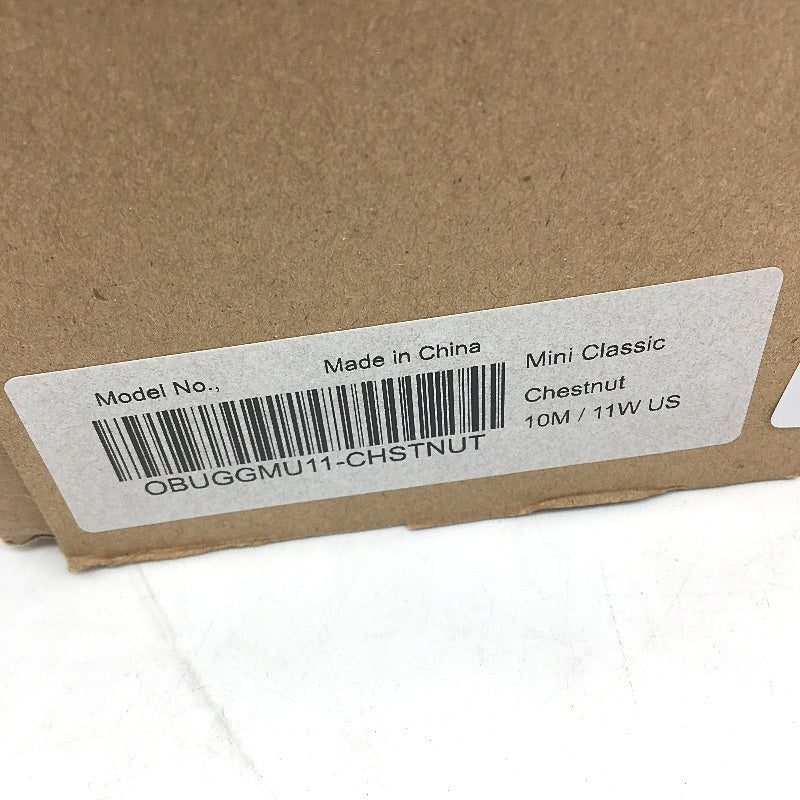 Model No.,
Made in China
OBUGGMU11-CHSTNUT
Mini Classic
Chestnut
10M / 11W US